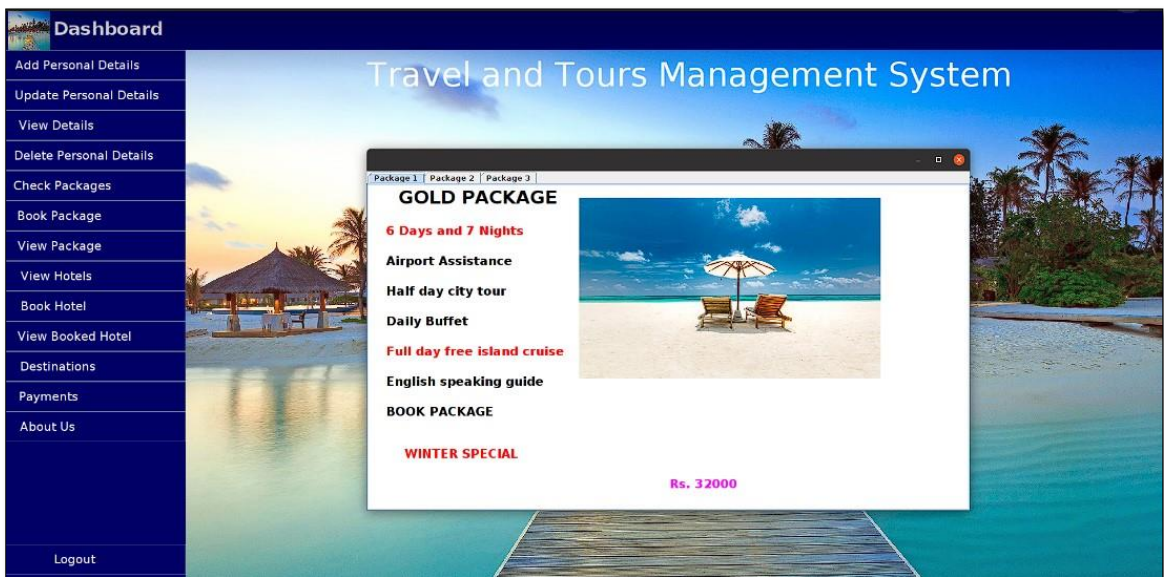 Dashboard
Add Personal Details
Update Personal Details
View Details
Delete Personal Details
Check Packages
Book Package
View Package
View Hotels
Book Hotel
View Booked Hotel
Destinations
Payments
About Us
Logout
Travel and Tours Management System
Package 1 Package 2 Package 3
GOLD PACKAGE
6 Days and 7 Nights
Airport Assistance
Half day city tour
Daily Buffet
Full day free island cruise
English speaking guide
BOOK PACKAGE
WINTER SPECIAL
Rs. 32000